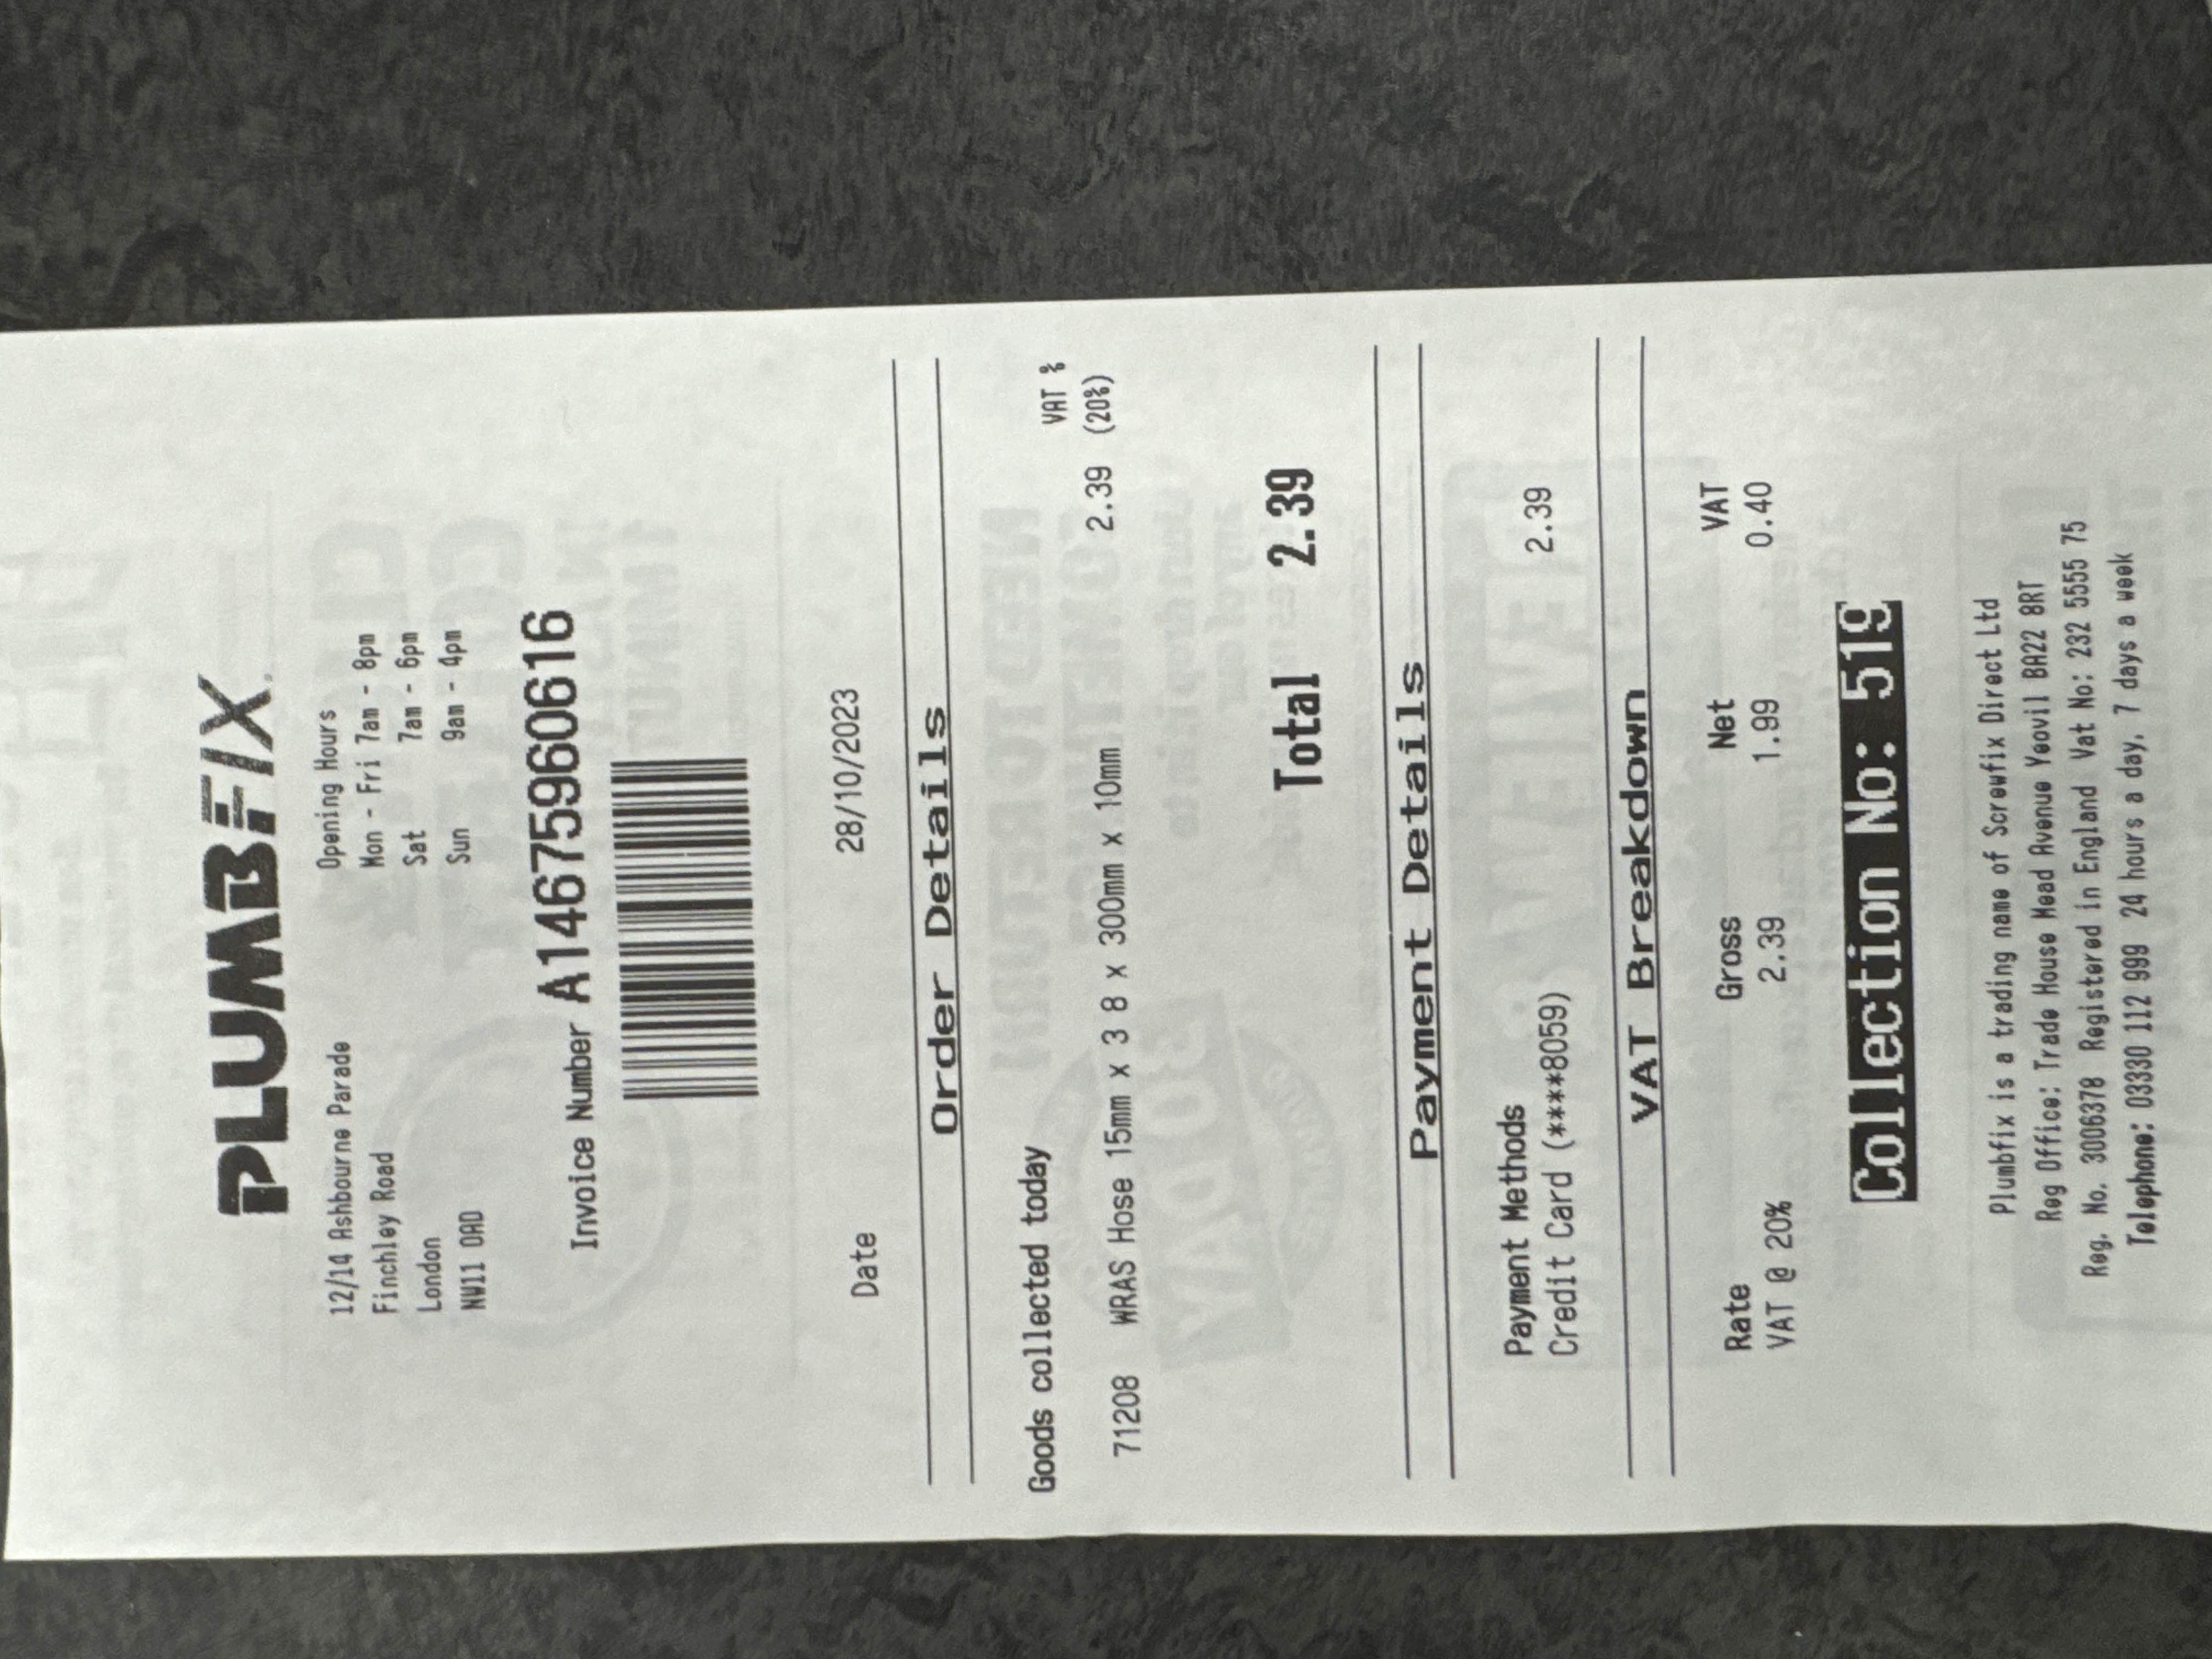 PLUMBFIX.
12/14 Ashbourne Parade
Finchley Road
London
NW11 0AD
Opening Hours
Mon - Fri 7am - 8pm
Sat 7am - 6pm
Sun 9am - 4pm
Invoice Number A14675960616
Date 28/10/2023
Order Details
Goods collected today
VAT %
71208 WRAS Hose 15mm x 3 8 x 300mm x 10mm 2.39 (20%)
Total 2.39
Payment Details
Payment Methods
Credit Card (****8059) 2.39
VAT Breakdown
Rate Gross Net VAT
VAT @ 20% 2.39 1.99 0.40
Collection No: 519
Plumbfix is a trading name of Screwfix Direct Ltd
Reg Office: Trade House Mead Avenue Yeovil BA22 8RT
Reg. No. 3006378 Registered in England Vat No: 232 5555 75
Telephone: 03330 112 999 24 hours a day, 7 days a week